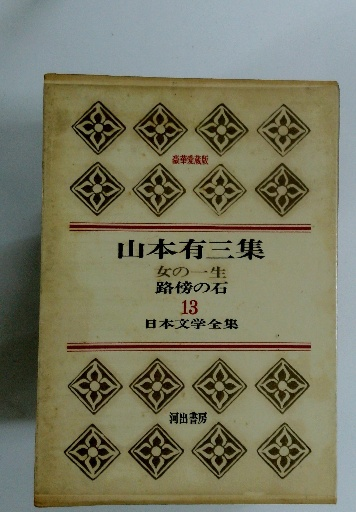 豪華愛蔵版
山本有三集
女の一生
路傍の石
13
日本文学全集
河出書房